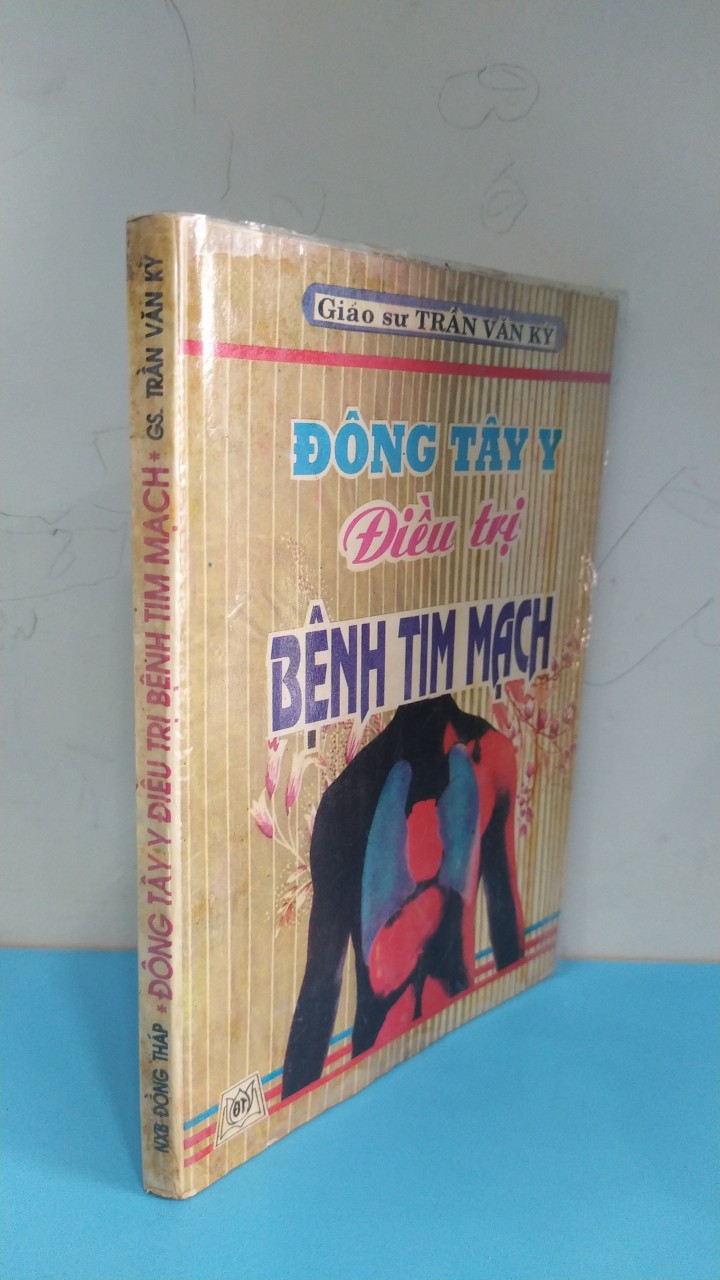 Giáo sư TRẦN VĂN KỲ
ĐÔNG TÂY Y
Điều trị
BỆNH TIM MẠCH
ĐT
NXB ĐỒNG THÁP * ĐÔNG TÂY Y ĐIỀU TRỊ BỆNH TIM MẠCH * GS. TRẦN VĂN KỲ